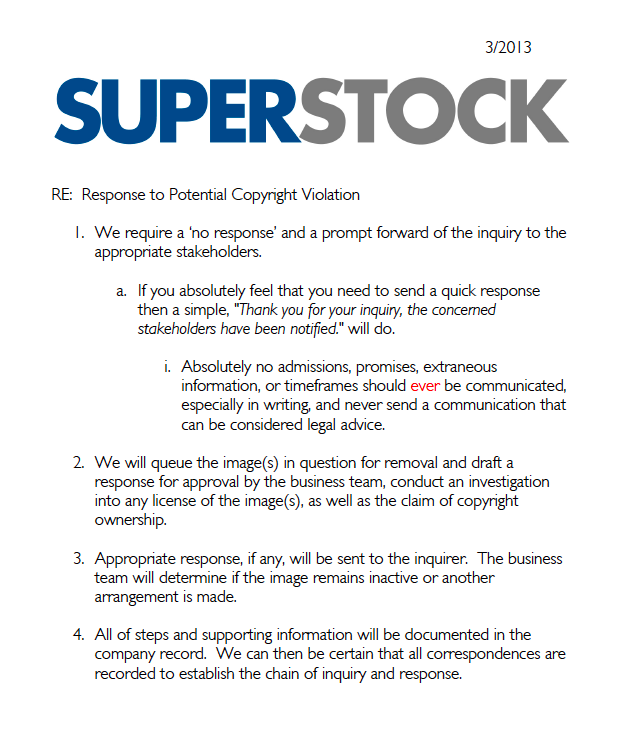 3/2013
SUPERSTOCK
RE: Response to Potential Copyright Violation
1. We require a 'no response' and a prompt forward of the inquiry to the
appropriate stakeholders.
a. If you absolutely feel that you need to send a quick response
then a simple, "Thank you for your inquiry, the concerned
stakeholders have been notified." will do.
i. Absolutely no admissions, promises, extraneous
information, or timeframes should ever be communicated,
especially in writing, and never send a communication that
can be considered legal advice.
2. We will queue the image(s) in question for removal and draft a
response for approval by the business team, conduct an investigation
into any license of the image(s), as well as the claim of copyright
ownership.
3. Appropriate response, if any, will be sent to the inquirer. The business
team will determine if the image remains inactive or another
arrangement is made.
4. All of steps and supporting information will be documented in the
company record. We can then be certain that all correspondences are
recorded to establish the chain of inquiry and response.